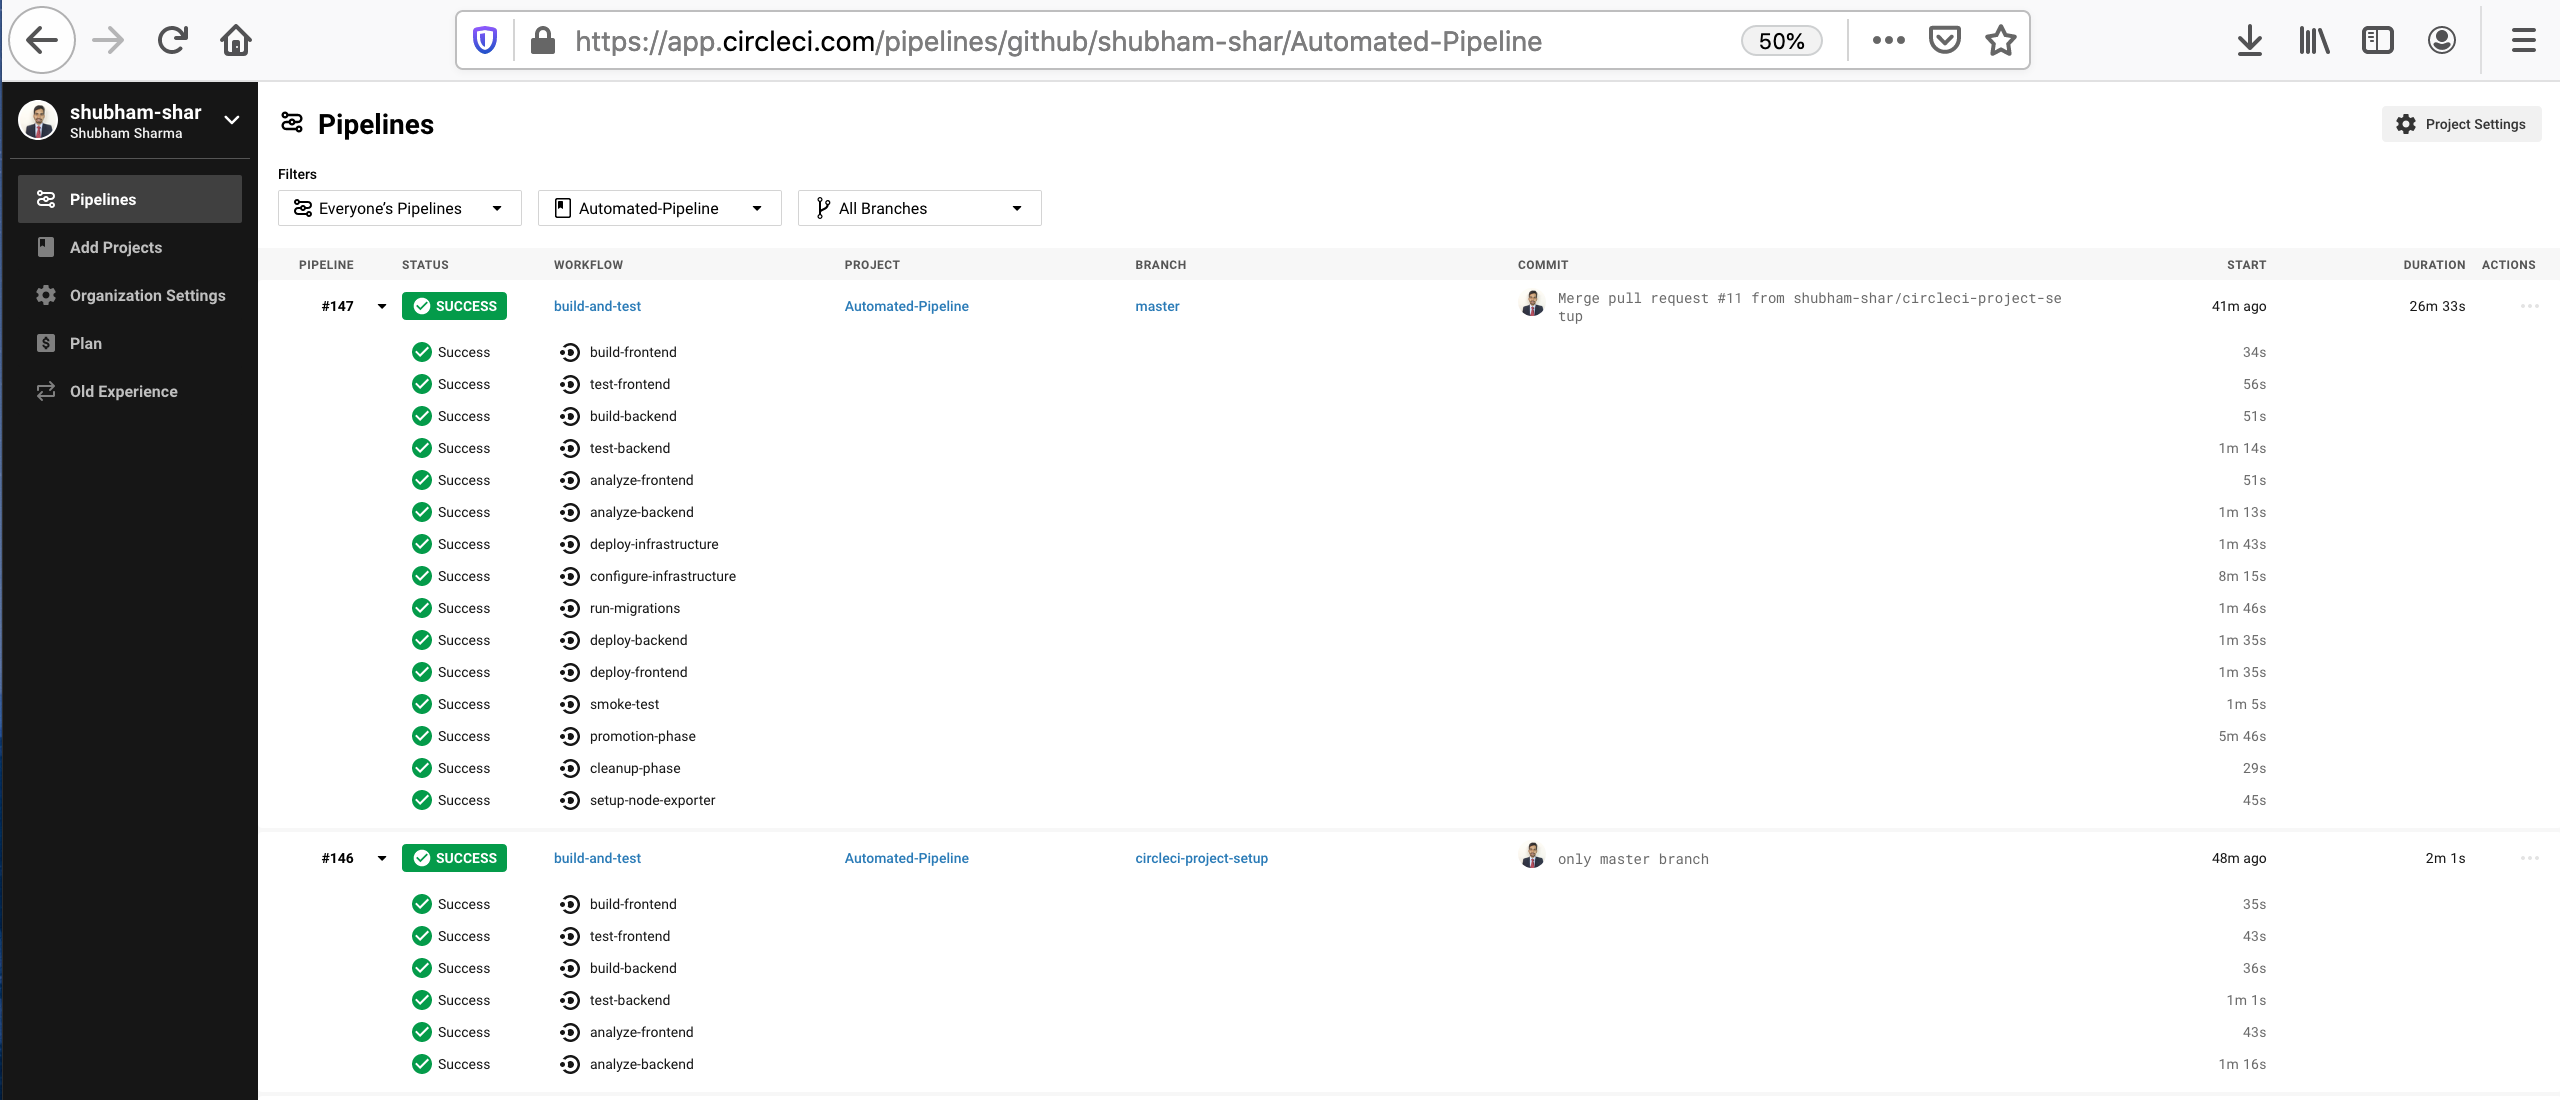 https://app.circleci.com/pipelines/github/shubham-shar/Automated-Pipeline
50%
shubham-shar
Shubham Sharma
Pipelines
Add Projects
Organization Settings
Plan
Old Experience
Pipelines
Project Settings
Filters
Everyone’s Pipelines Automated-Pipeline All Branches
PIPELINE STATUS WORKFLOW PROJECT BRANCH COMMIT START DURATION ACTIONS
#147 SUCCESS build-and-test Automated-Pipeline master Merge pull request #11 from shubham-shar/circleci-project-se 41m ago 26m 33s
tup
Success build-frontend 34s
Success test-frontend 56s
Success build-backend 51s
Success test-backend 1m 14s
Success analyze-frontend 51s
Success analyze-backend 1m 13s
Success deploy-infrastructure 1m 43s
Success configure-infrastructure 8m 15s
Success run-migrations 1m 46s
Success deploy-backend 1m 35s
Success deploy-frontend 1m 35s
Success smoke-test 1m 5s
Success promotion-phase 5m 46s
Success cleanup-phase 29s
Success setup-node-exporter 45s
#146 SUCCESS build-and-test Automated-Pipeline circleci-project-setup only master branch 48m ago 2m 1s
Success build-frontend 35s
Success test-frontend 43s
Success build-backend 36s
Success test-backend 1m 1s
Success analyze-frontend 43s
Success analyze-backend 1m 16s